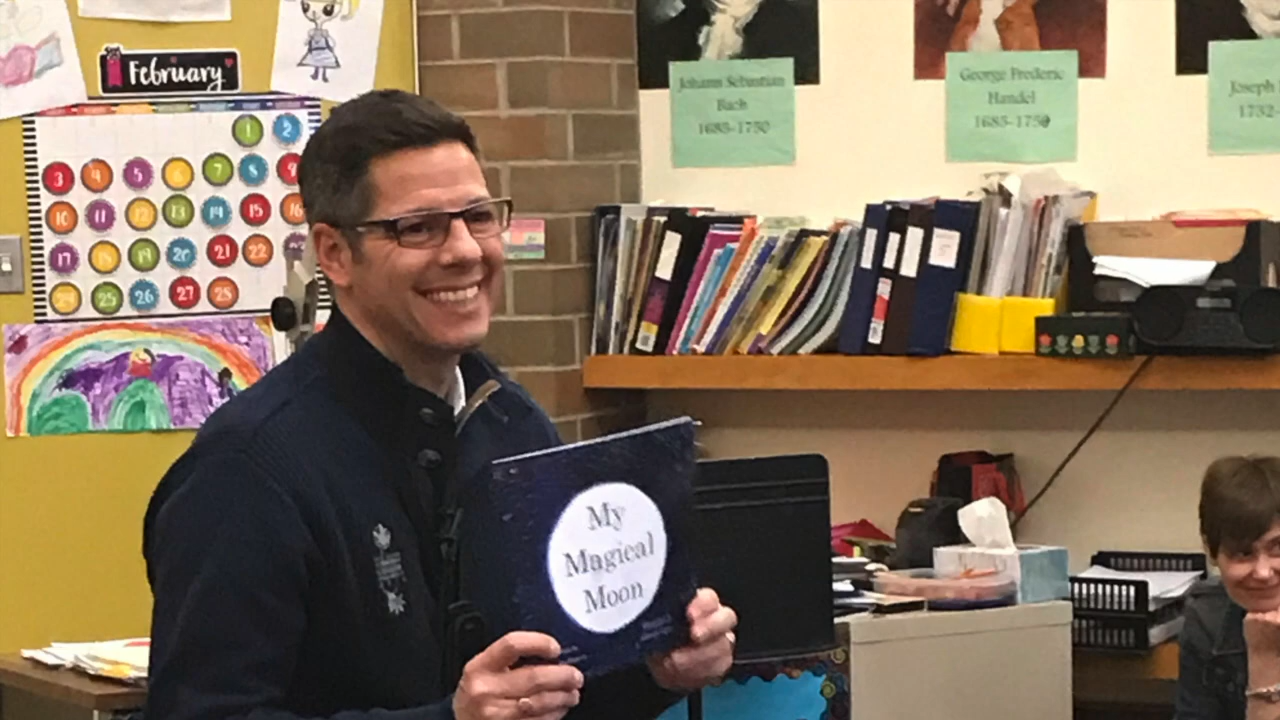 February
1 2
3 4 5 6 7 8 9
10 11 12 13 14 15 16
17 18 19 20 21 22
25 26 27 28
Johann Sebastian
Bach
1685-1750
George Frederic
Handel
1685-1759
Joseph
1732-
My
Magical
Moon